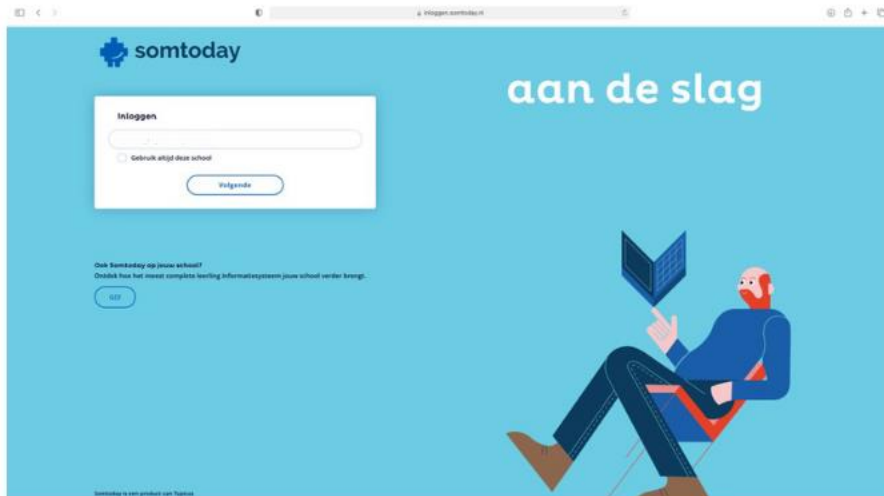 inloggen.somtoday.nl
somtoday
aan de slag
Inloggen
Gebruik altijd deze school
Volgende
Ook Somtoday op jouw school?
Ontdek hoe het meest complete leerling informatiesysteem jouw school verder brengt.
Somtoday is een product van Topicus